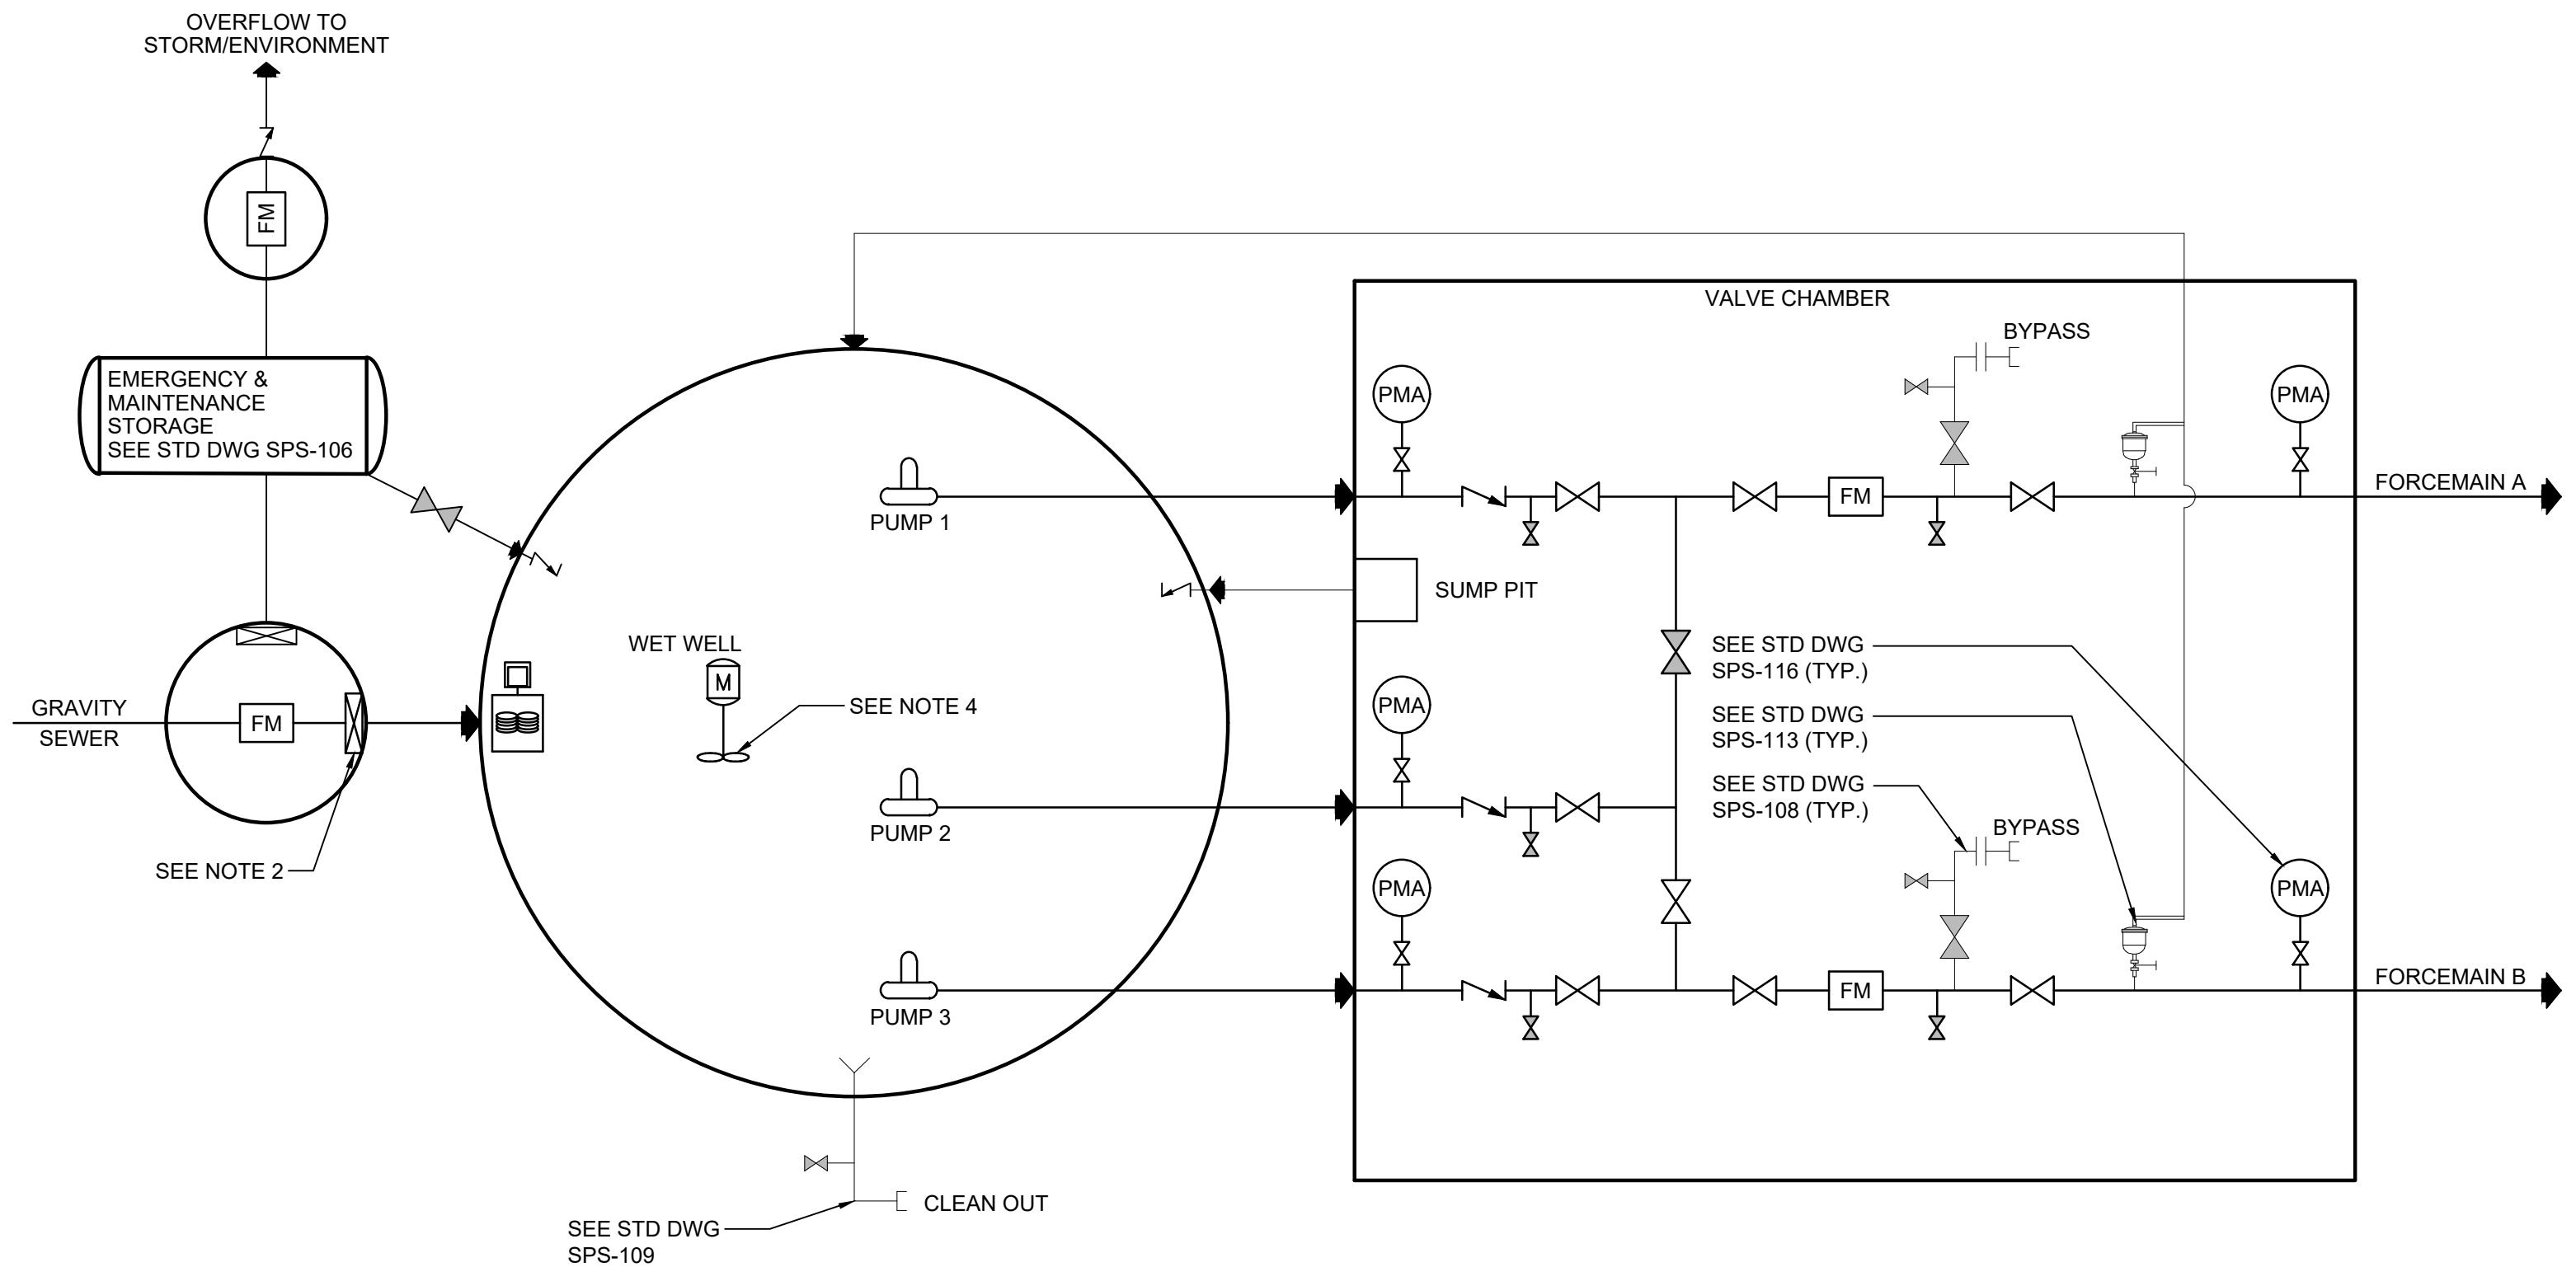 OVERFLOW TO
STORM/ENVIRONMENT
FM
EMERGENCY &
MAINTENANCE
STORAGE
SEE STD DWG SPS-106
GRAVITY
SEWER
FM
SEE NOTE 2
WET WELL
M
SEE NOTE 4
PUMP 1
PUMP 2
PUMP 3
CLEAN OUT
SEE STD DWG
SPS-109
VALVE CHAMBER
BYPASS
PMA
PMA
FM
FORCEMAIN A
SUMP PIT
SEE STD DWG
SPS-116 (TYP.)
PMA
SEE STD DWG
SPS-113 (TYP.)
SEE STD DWG
SPS-108 (TYP.)
BYPASS
PMA
PMA
FM
FORCEMAIN B